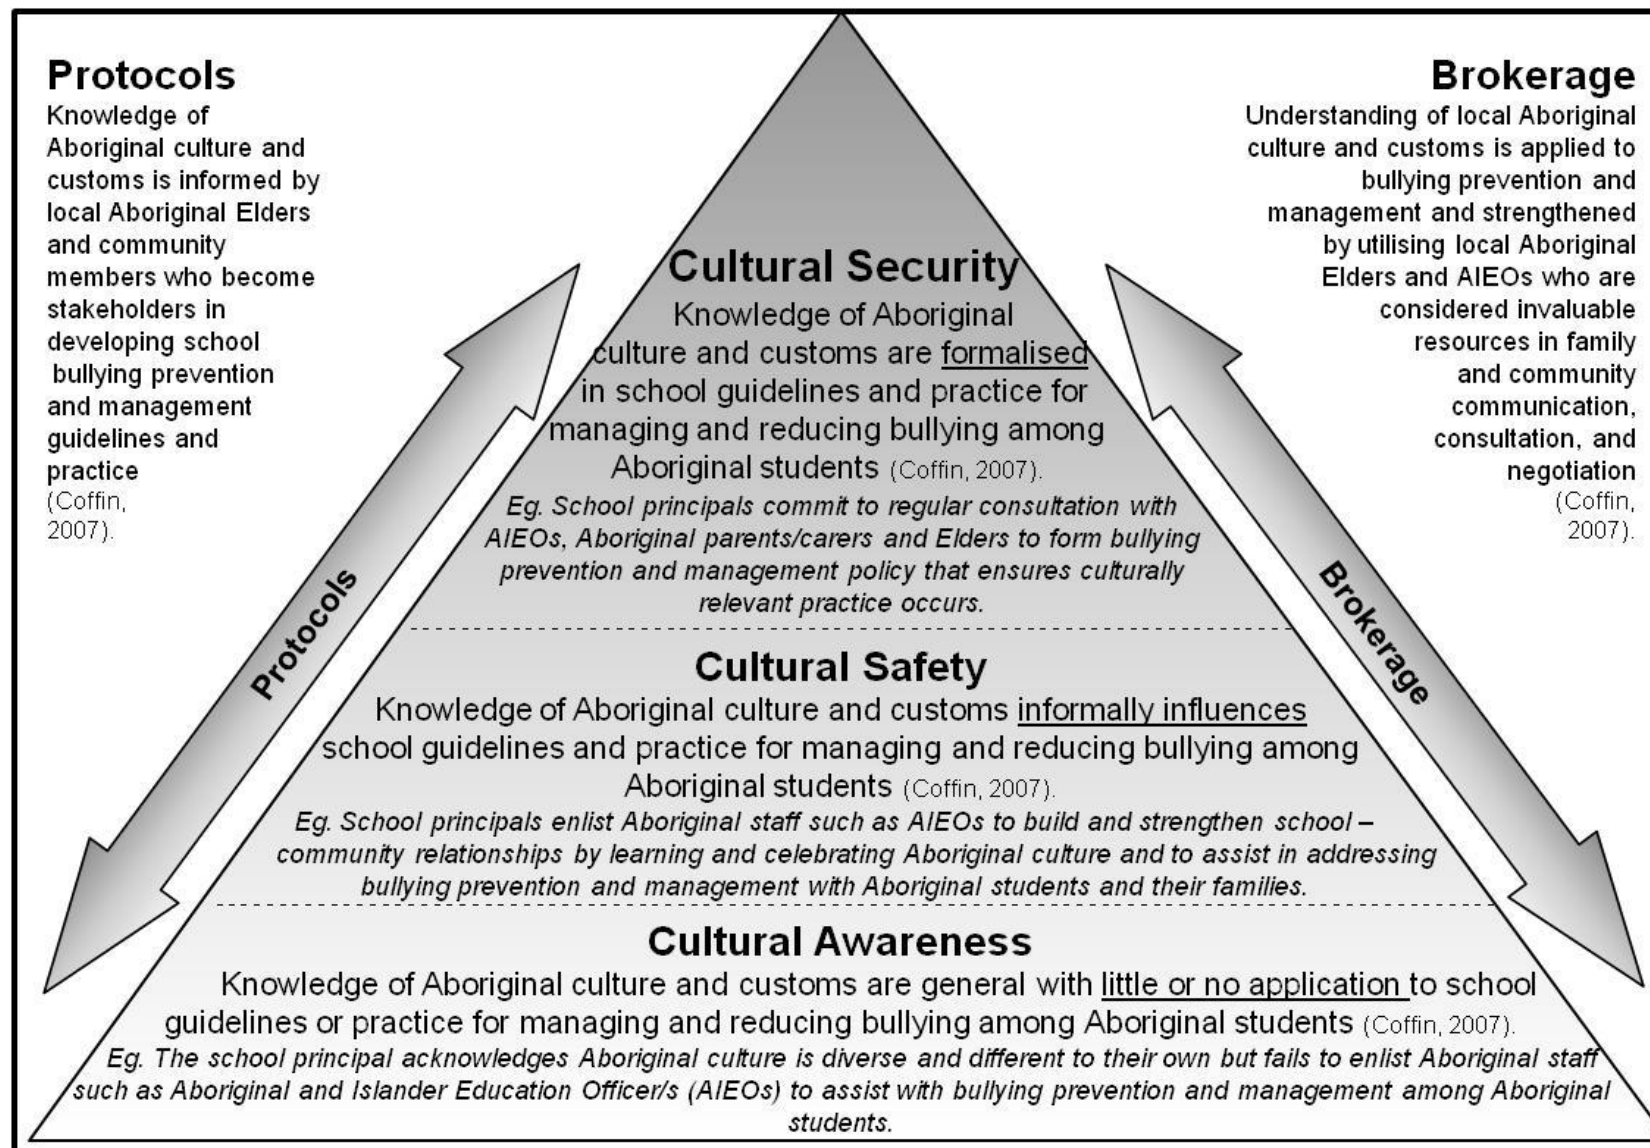 Protocols
Knowledge of
Aboriginal culture and
customs is informed by
local Aboriginal Elders
and community
members who become
stakeholders in
developing school
bullying prevention
and management
guidelines and
practice
(Coffin,
2007).
Brokerage
Understanding of local Aboriginal
culture and customs is applied to
bullying prevention and
management and strengthened
by utilising local Aboriginal
Elders and AIEOs who are
considered invaluable
resources in family
and community
communication,
consultation, and
negotiation
(Coffin,
2007).
Protocols
Brokerage
Cultural Security
Knowledge of Aboriginal
culture and customs are formalised
in school guidelines and practice for
managing and reducing bullying among
Aboriginal students (Coffin, 2007).
Eg. School principals commit to regular consultation with
AIEOs, Aboriginal parents/carers and Elders to form bullying
prevention and management policy that ensures culturally
relevant practice occurs.
Cultural Safety
Knowledge of Aboriginal culture and customs informally influences
school guidelines and practice for managing and reducing bullying among
Aboriginal students (Coffin, 2007).
Eg. School principals enlist Aboriginal staff such as AIEOs to build and strengthen school –
community relationships by learning and celebrating Aboriginal culture and to assist in addressing
bullying prevention and management with Aboriginal students and their families.
Cultural Awareness
Knowledge of Aboriginal culture and customs are general with little or no application to school
guidelines or practice for managing and reducing bullying among Aboriginal students (Coffin, 2007).
Eg. The school principal acknowledges Aboriginal culture is diverse and different to their own but fails to enlist Aboriginal staff
such as Aboriginal and Islander Education Officer/s (AIEOs) to assist with bullying prevention and management among Aboriginal
students.